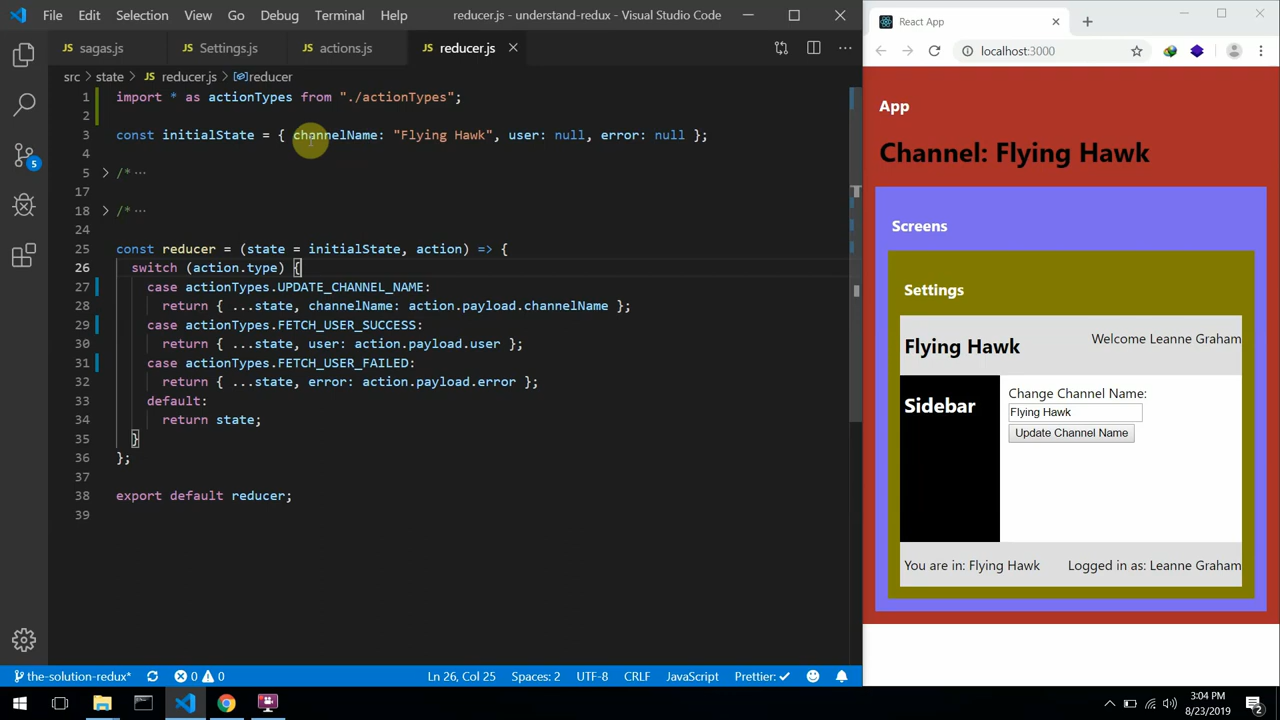 File Edit Selection View Go Debug Terminal Help reducer.js - understand-redux - Visual Studio Code
sagas.js Settings.js actions.js reducer.js
src > state > reducer.js > reducer
1 import * as actionTypes from "./actionTypes";
2
3 const initialState = { channelName: "Flying Hawk", user: null, error: null };
4
5 /* ...
17
18 /* ...
24
25 const reducer = (state = initialState, action) => {
26 switch (action.type) {
27 case actionTypes.UPDATE_CHANNEL_NAME:
28 return { ...state, channelName: action.payload.channelName };
29 case actionTypes.FETCH_USER_SUCCESS:
30 return { ...state, user: action.payload.user };
31 case actionTypes.FETCH_USER_FAILED:
32 return { ...state, error: action.payload.error };
33 default:
34 return state;
35 }
36 };
37
38 export default reducer;
39
5
the-solution-redux* 0 0 Ln 26, Col 25 Spaces: 2 UTF-8 CRLF JavaScript Prettier: ✓
React App
localhost:3000
App
Channel: Flying Hawk
Screens
Settings
Flying Hawk Welcome Leanne Graham
Sidebar
Change Channel Name:
Flying Hawk
Update Channel Name
You are in: Flying Hawk Logged in as: Leanne Graham
3:04 PM
8/23/2019
2